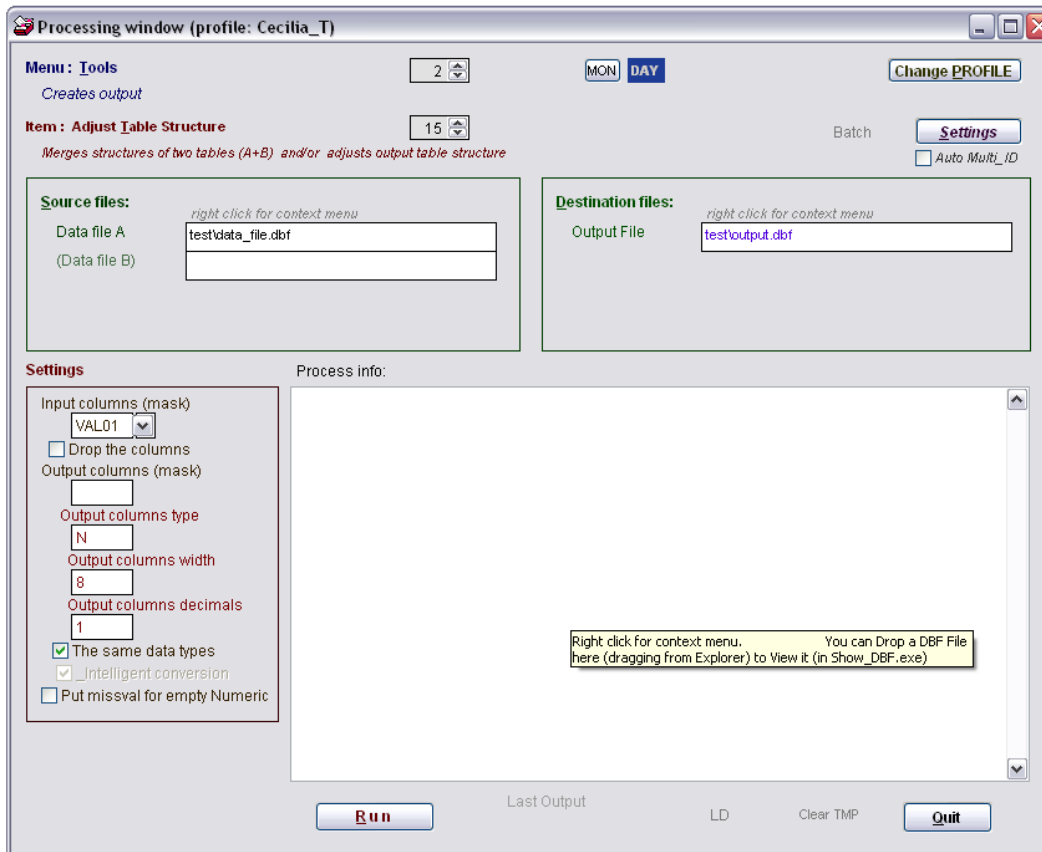 Processing window (profile: Cecilia_T)
Menu : Tools
2
MON
DAY
Change PROFILE
Creates output
Item : Adjust Table Structure
15
Batch
Settings
Merges structures of two tables (A+B) and/or adjusts output table structure
Auto Multi_ID
Source files:
right click for context menu
Data file A
test\data_file.dbf
(Data file B)
Destination files:
right click for context menu
Output File
test\output.dbf
Settings
Process info:
Input columns (mask)
VAL01
Drop the columns
Output columns (mask)
Output columns type
N
Output columns width
8
Output columns decimals
1
The same data types
_Intelligent conversion
Put missval for empty Numeric
Right click for context menu. You can Drop a DBF File
here (dragging from Explorer) to View it (in Show_DBF.exe)
Run
Last Output
LD
Clear TMP
Quit